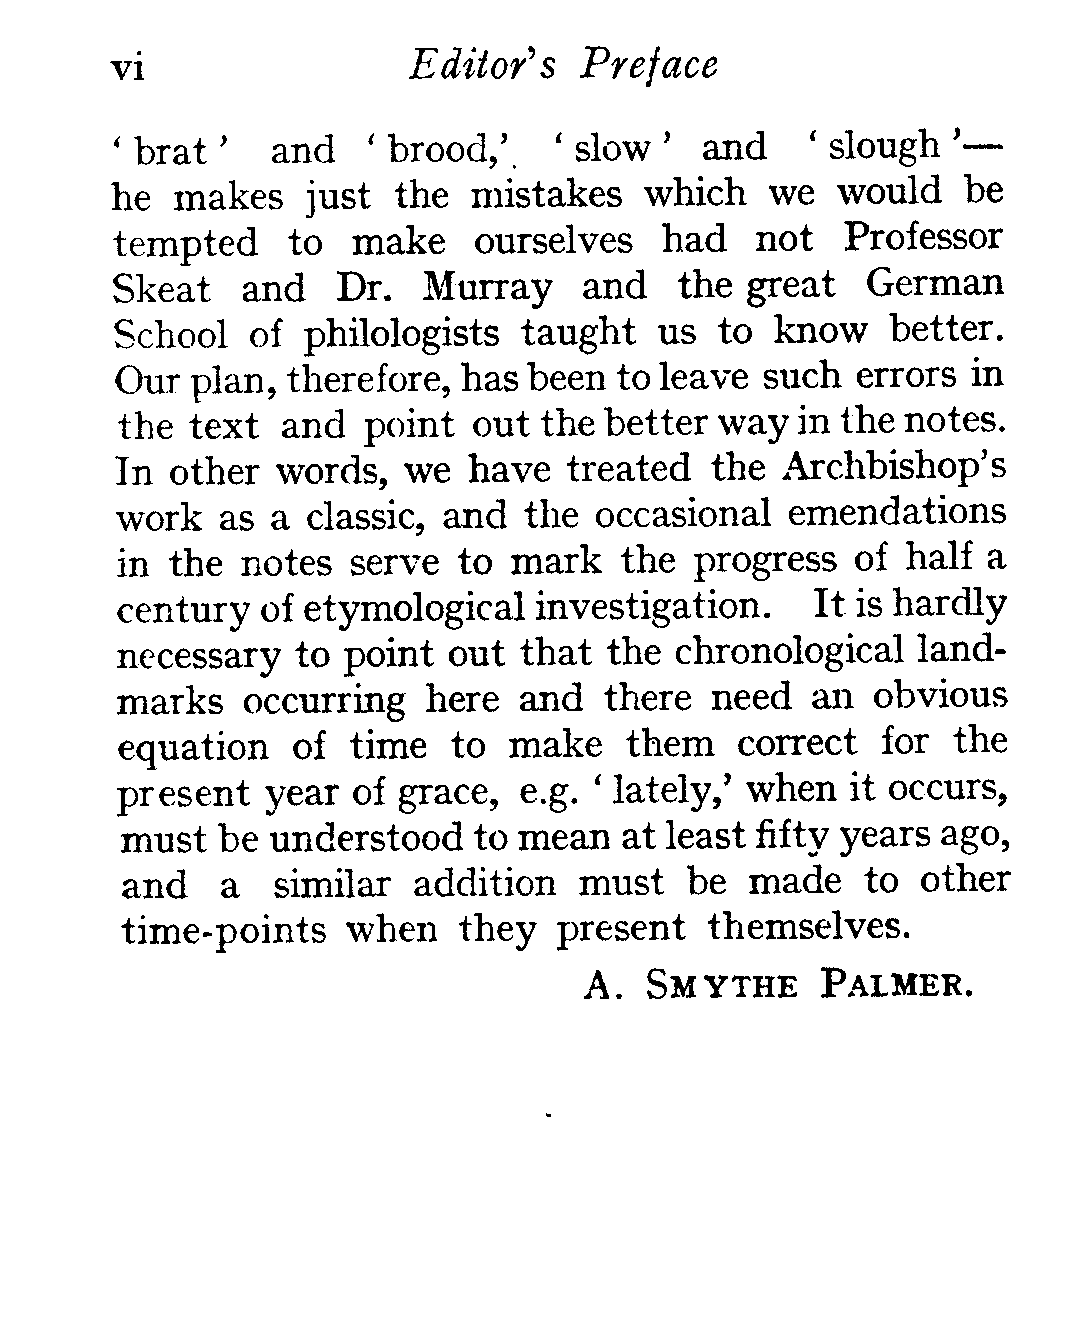 vi Editor's Preface
' brat ' and ' brood,' ' slow ' and ' slough '—
he makes just the mistakes which we would be
tempted to make ourselves had not Professor
Skeat and Dr. Murray and the great German
School of philologists taught us to know better.
Our plan, therefore, has been to leave such errors in
the text and point out the better way in the notes.
In other words, we have treated the Archbishop's
work as a classic, and the occasional emendations
in the notes serve to mark the progress of half a
century of etymological investigation. It is hardly
necessary to point out that the chronological land-
marks occurring here and there need an obvious
equation of time to make them correct for the
present year of grace, e.g. ' lately,' when it occurs,
must be understood to mean at least fifty years ago,
and a similar addition must be made to other
time-points when they present themselves.
A. SMYTHE PALMER.